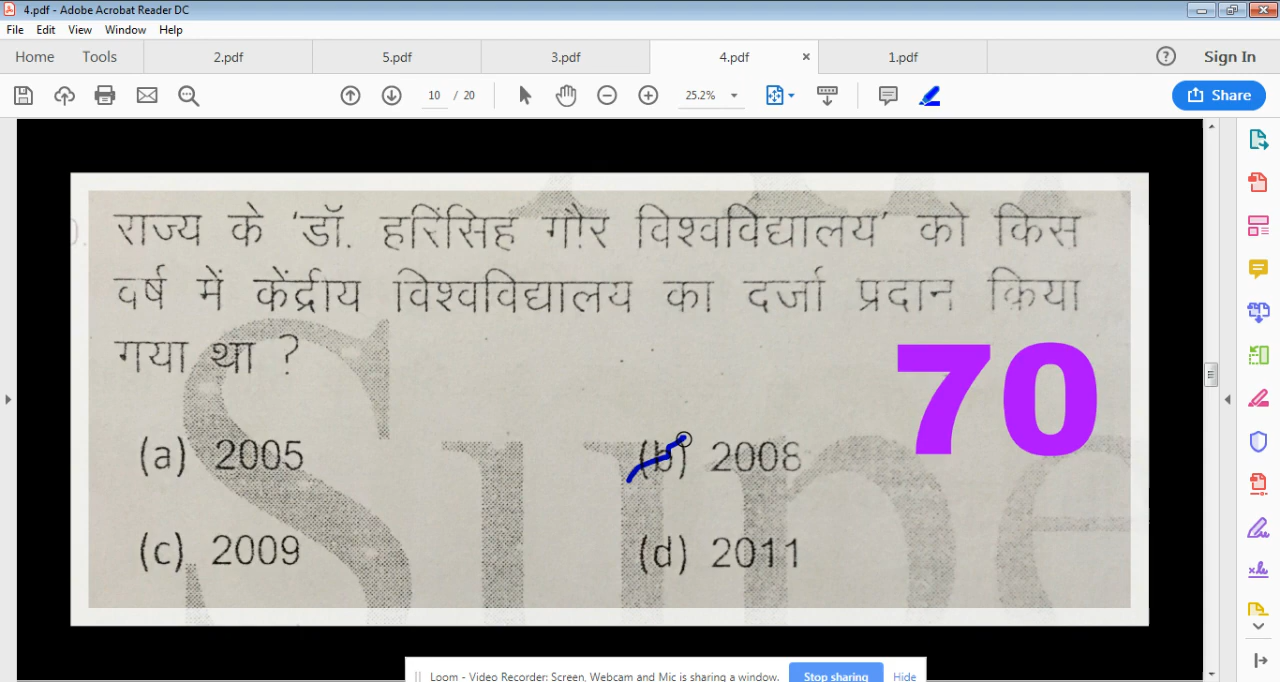 4.pdf - Adobe Acrobat Reader DC
File Edit View Window Help
Home Tools 2.pdf 5.pdf 3.pdf 4.pdf × 1.pdf ? Sign In
10 / 20 25.2% Share
राज्य के 'डॉ. हरिसिंह गौर विश्वविद्यालय' को किस
वर्ष में केंद्रीय विश्वविद्यालय का दर्जा प्रदान किया
गया था ?
70
(a) 2005 (b) 2008
(c) 2009 (d) 2011
Sume
Loom - Video Recorder: Screen, Webcam and Mic is sharing a window. Stop sharing Hide